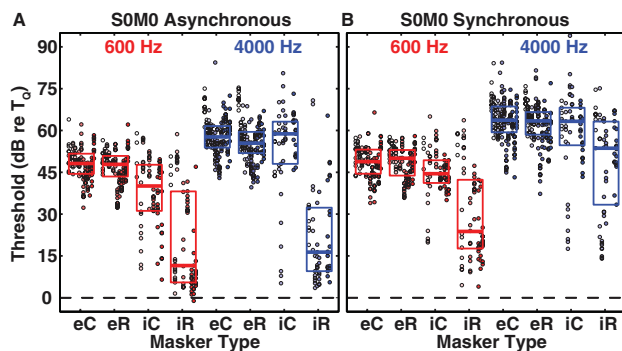 A S0M0 Asynchronous B S0M0 Synchronous
600 Hz 4000 Hz 600 Hz 4000 Hz
Threshold (dB re T_Q)
90
75
60
45
30
15
0
eC eR iC iR eC eR iC iR eC eR iC iR eC eR iC iR
Masker Type Masker Type